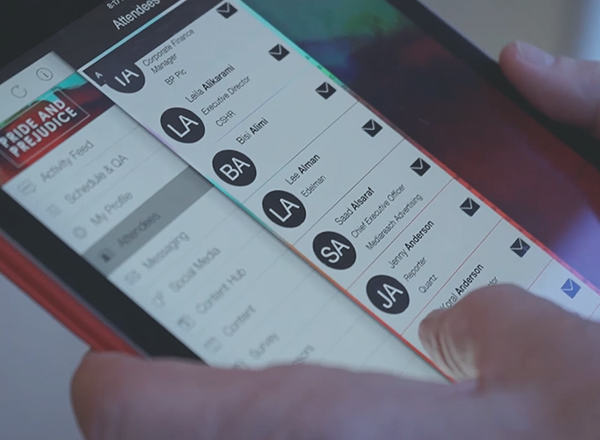 Attendees
PRIDE AND
PREJUDICE
Activity Feed
Schedule & QA
My Profile
Attendees
Messaging
Social Media
Content Hub
Content
Survey
A
IA
Corporate Finance
Manager
BP Plc
LA
Leila Alikarami
Executive Director
CSHR
BA
Bisi Alimi
LA
Lee Alman
Edelman
SA
Saad Alsaraf
Chief Executive Officer
Mediareach Advertising
JA
Jenny Anderson
Reporter
Quartz
Koral Anderson